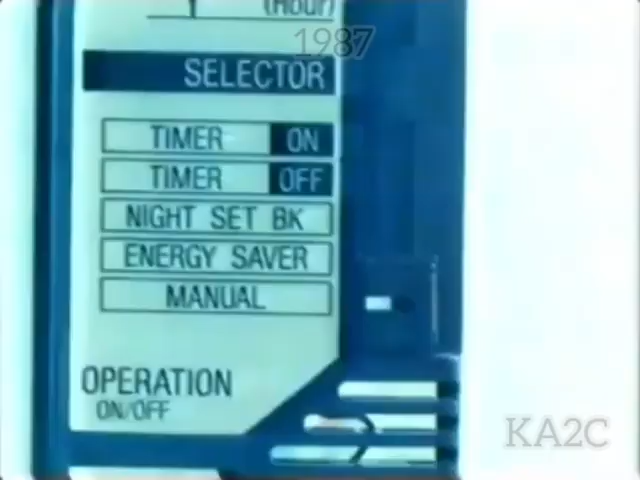 (Hour)
1987
SELECTOR
TIMER ON
TIMER OFF
NIGHT SET BK
ENERGY SAVER
MANUAL
OPERATION
ON/OFF
KA2C